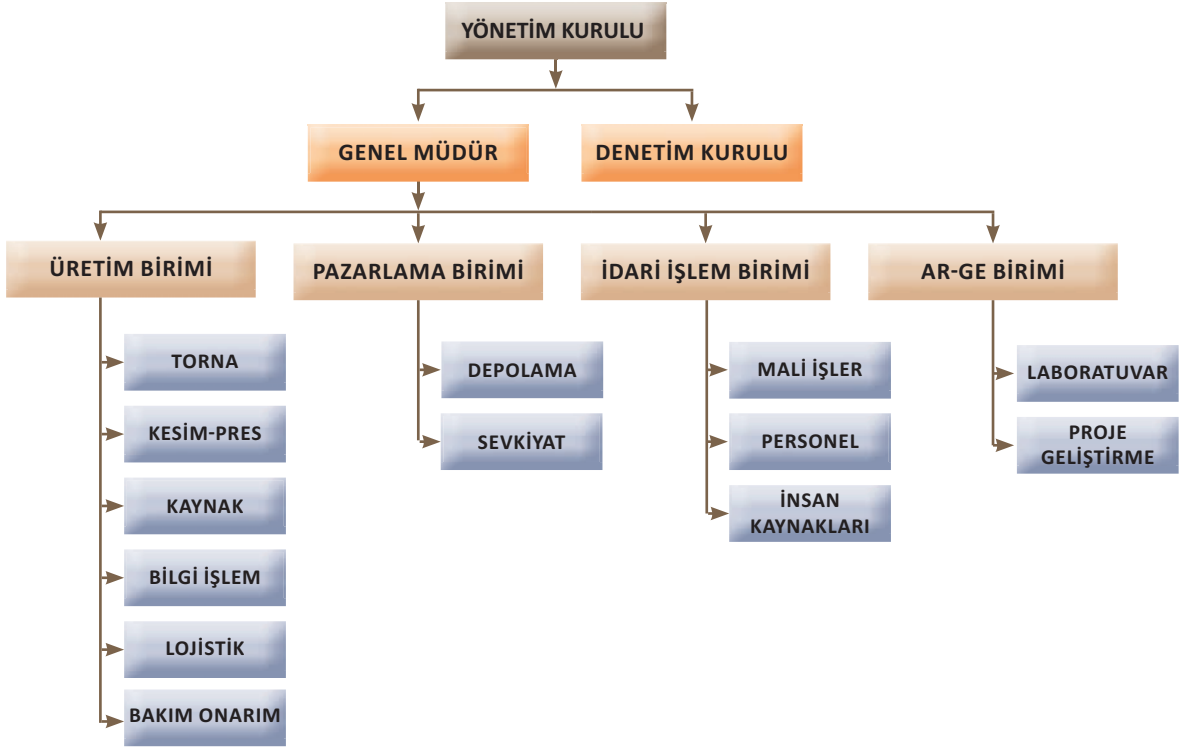 YÖNETİM KURULU
GENEL MÜDÜR
DENETİM KURULU
ÜRETİM BİRİMİ
PAZARLAMA BİRİMİ
İDARİ İŞLEM BİRİMİ
AR-GE BİRİMİ
TORNA
KESİM-PRES
KAYNAK
BİLGİ İŞLEM
LOJİSTİK
BAKIM ONARIM
DEPOLAMA
SEVKİYAT
MALİ İŞLER
PERSONEL
İNSAN
KAYNAKLARI
LABORATUVAR
PROJE
GELİŞTİRME